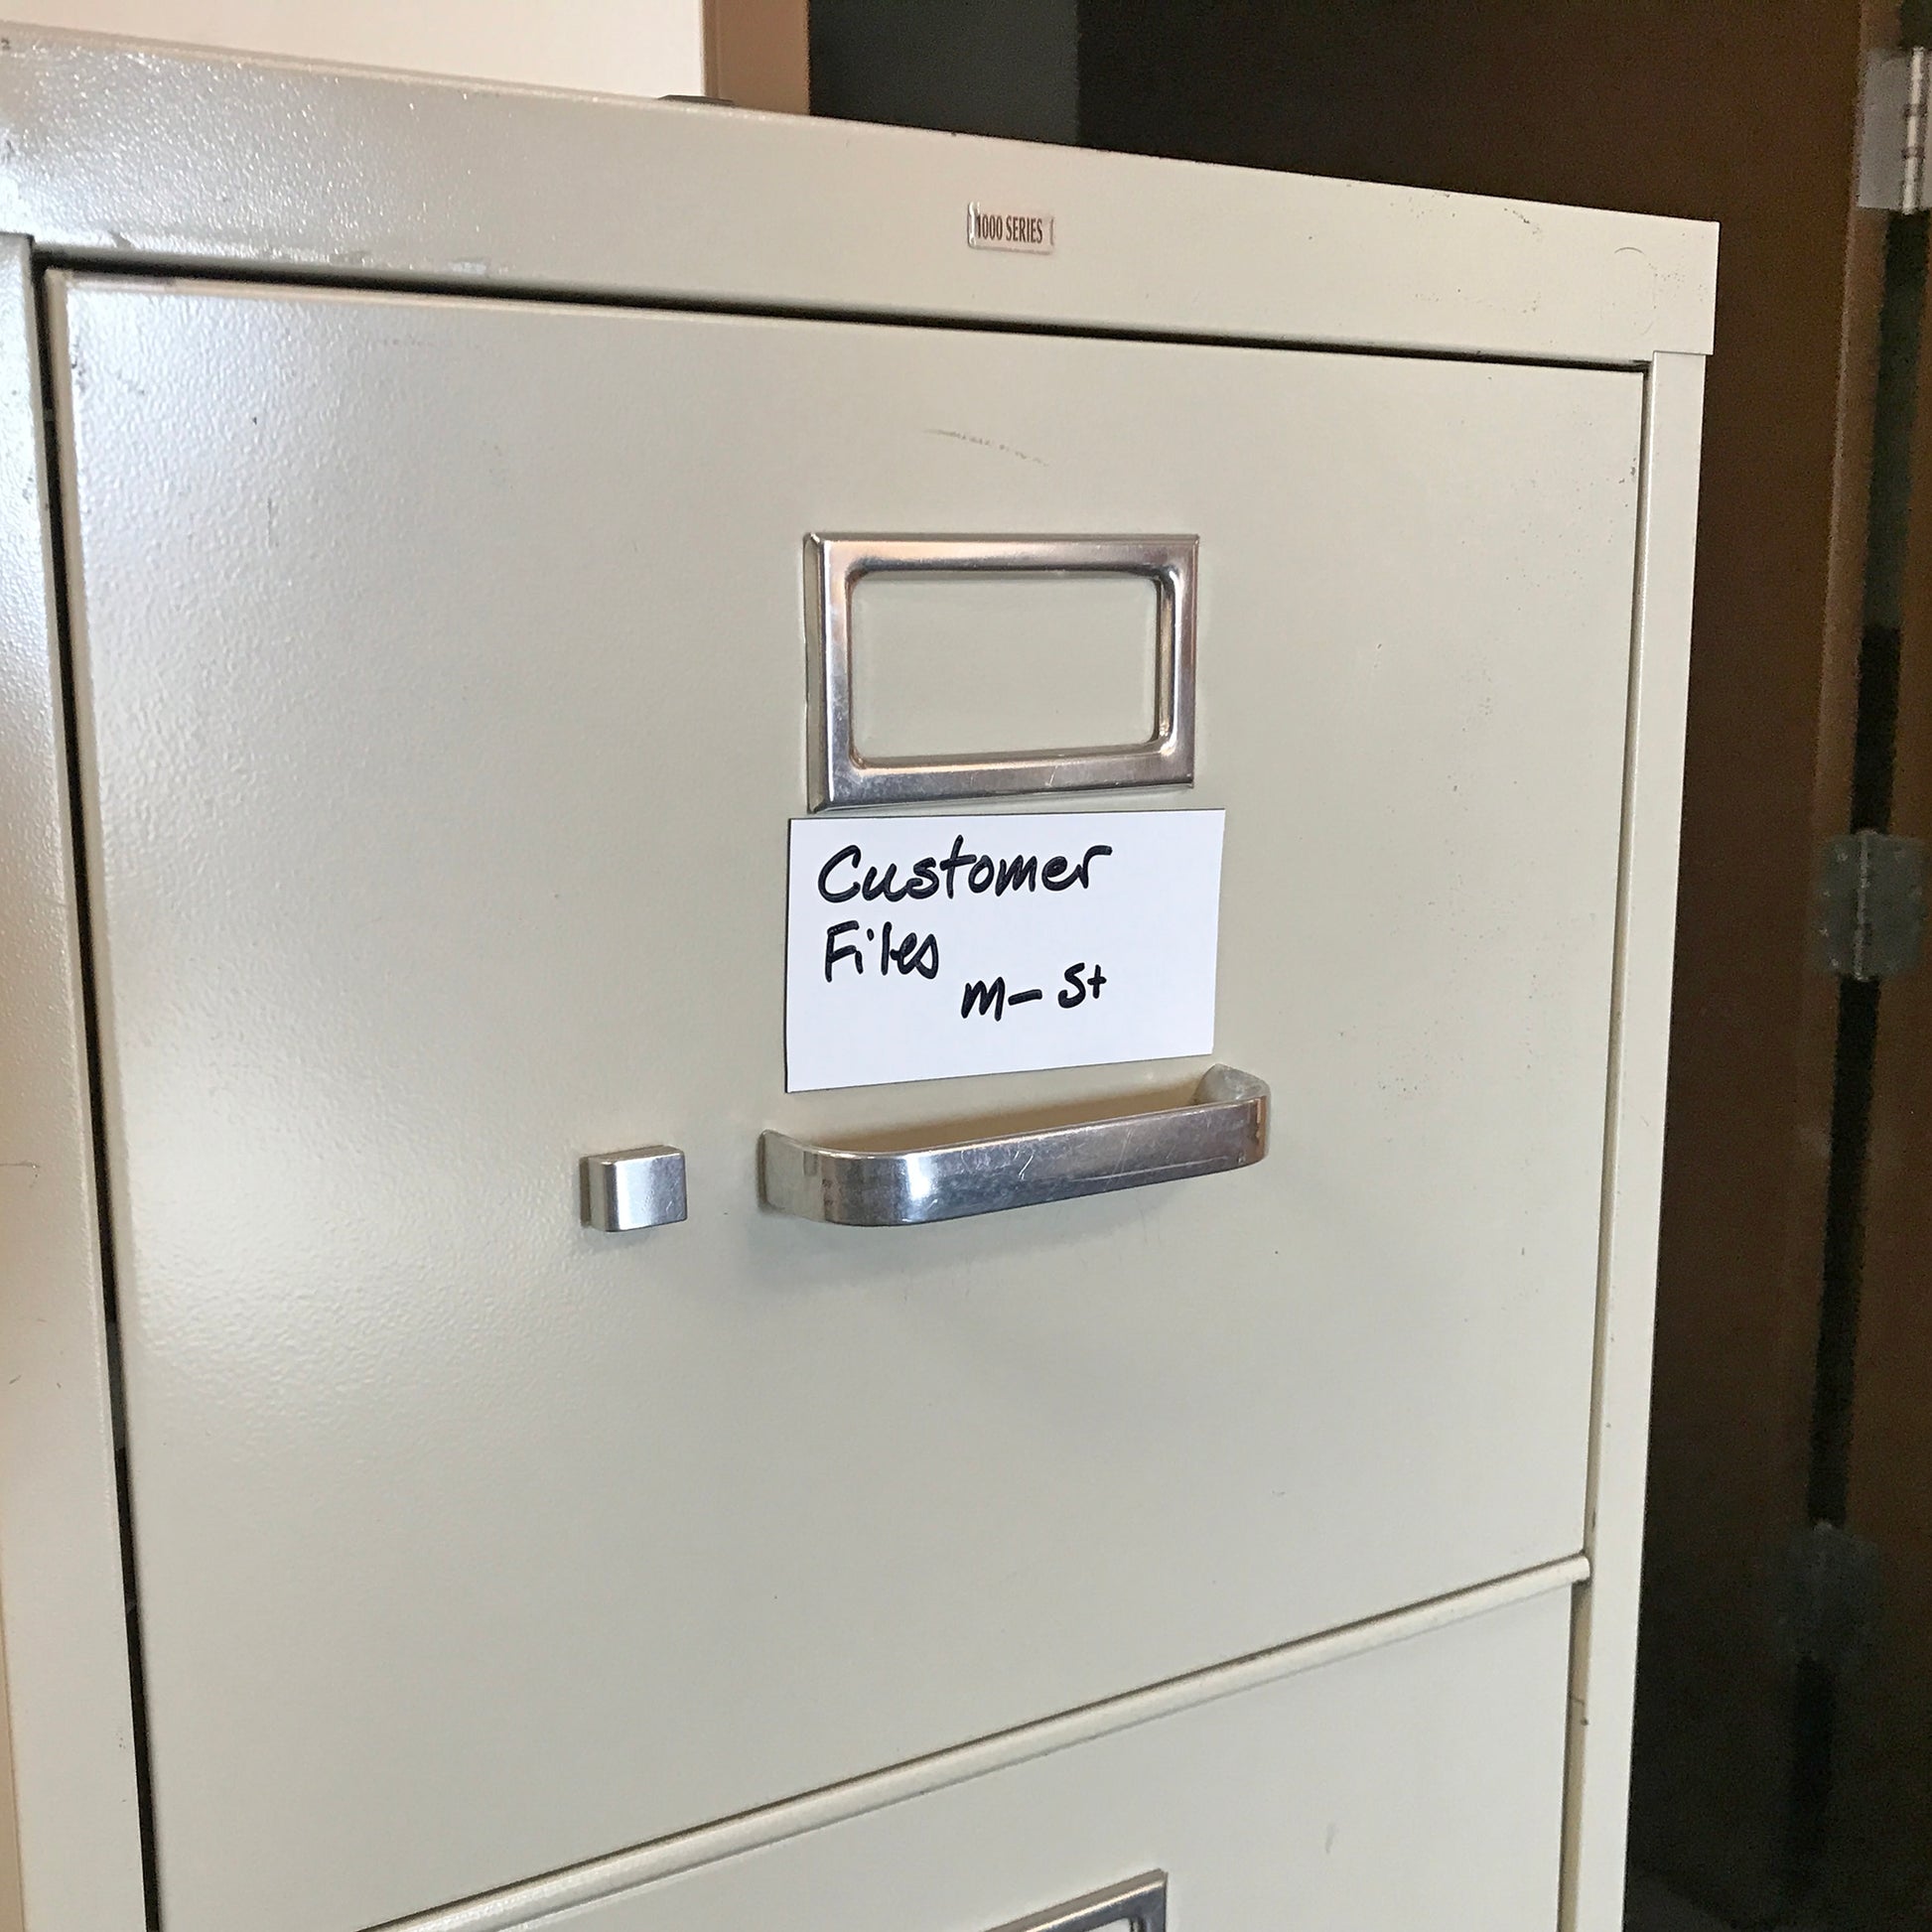 1000 SERIES
Customer
Files
M- St